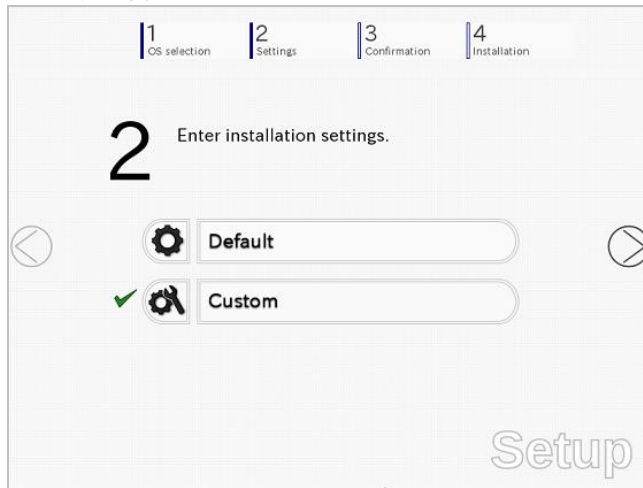 1 2 3 4
OS selection Settings Confirmation Installation
2 Enter installation settings.
Default
Custom
Setup